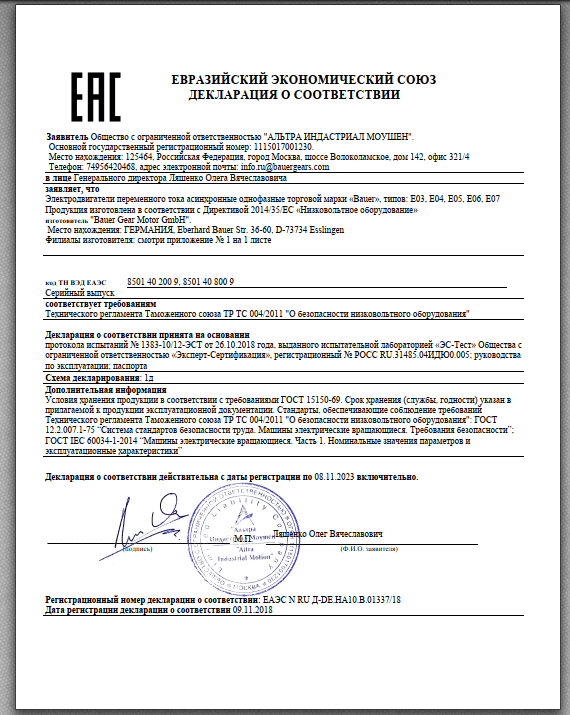 ЕАС
ЕВРАЗИЙСКИЙ ЭКОНОМИЧЕСКИЙ СОЮЗ
ДЕКЛАРАЦИЯ О СООТВЕТСТВИИ
Заявитель Общество с ограниченной ответственностью "АЛЬТРА ИНДАСТРИАЛ МОУШЕН".
Основной государственный регистрационный номер: 1115017001230.
Место нахождения: 125464, Российская Федерация, город Москва, шоссе Волоколамское, дом 142, офис 321/4
Телефон: 74956420468, адрес электронной почты: info.ru@bauergears.com
в лице Генерального директора Ляшенко Олега Вячеславовича
заявляет, что
Электродвигатели переменного тока асинхронные однофазные торговой марки «Bauer», типов: E03, E04, E05, E06, E07
Продукция изготовлена в соответствии с Директивой 2014/35/ЕС «Низковольтное оборудование»
изготовитель "Bauer Gear Motor GmbH".
Место нахождения: ГЕРМАНИЯ, Eberhard Bauer Str. 36-60, D-73734 Esslingen
Филиалы изготовителя: смотри приложение № 1 на 1 листе
код ТН ВЭД ЕАЭС 8501 40 200 9, 8501 40 800 9
Серийный выпуск
соответствует требованиям
Технического регламента Таможенного союза ТР ТС 004/2011 "О безопасности низковольтного оборудования"
Декларация о соответствии принята на основании
протокола испытаний № 1383-10/12-ЭСТ от 26.10.2018 года, выданного испытательной лабораторией «ЭС-Тест» Общества с
ограниченной ответственностью «Эксперт-Сертификация», регистрационный № РОСС RU.31485.04ИДЮ0.005; руководства
по эксплуатации; паспорта
Схема декларирования: 1д
Дополнительная информация
Условия хранения продукции в соответствии с требованиями ГОСТ 15150-69. Срок хранения (службы, годности) указан в
прилагаемой к продукции эксплуатационной документации. Стандарты, обеспечивающие соблюдение требований
Технического регламента Таможенного союза ТР ТС 004/2011 "О безопасности низковольтного оборудования"; ГОСТ
12.2.007.1-75 "Система стандартов безопасности труда. Машины электрические вращающиеся. Требования безопасности";
ГОСТ IEC 60034-1-2014 "Машины электрические вращающиеся. Часть 1. Номинальные значения параметров и
эксплуатационные характеристики"
Декларация о соответствии действительна с даты регистрации по 08.11.2023 включительно.
"Альтра
Индастриал Моушен"
"Altra
Industrial Motion"
Limited Liability Company
М.П. Ляшенко Олег Вячеславович
(подпись) (Ф.И.О. заявителя)
Регистрационный номер декларации о соответствии: ЕАЭС N RU Д-DE.НА10.В.01337/18
Дата регистрации декларации о соответствии 09.11.2018